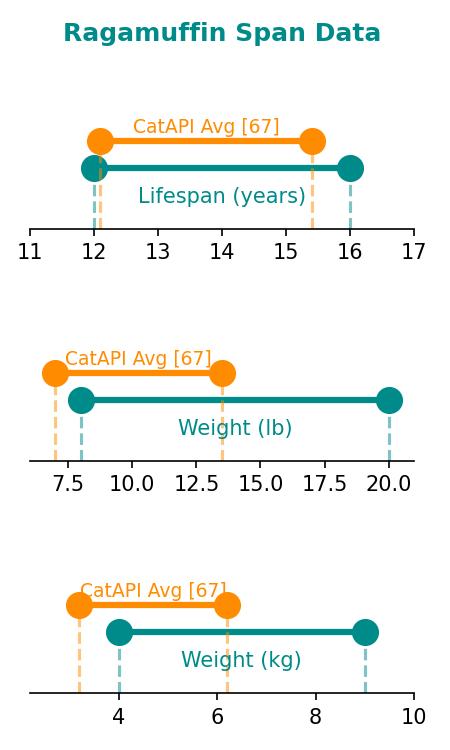 Ragamuffin Span Data
CatAPI Avg [67]
Lifespan (years)
11 12 13 14 15 16 17
CatAPI Avg [67]
Weight (lb)
7.5 10.0 12.5 15.0 17.5 20.0
CatAPI Avg [67]
Weight (kg)
4 6 8 10